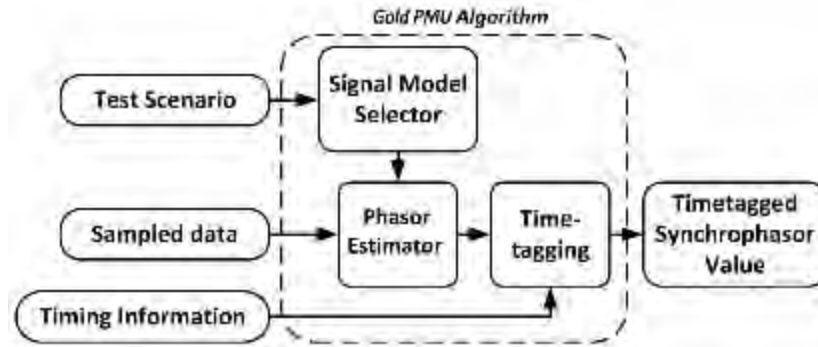 Gold PMU Algorithm
Test Scenario
Signal Model
Selector
Sampled data
Phasor
Estimator
Time-
tagging
Timetagged
Synchrophasor
Value
Timing Information